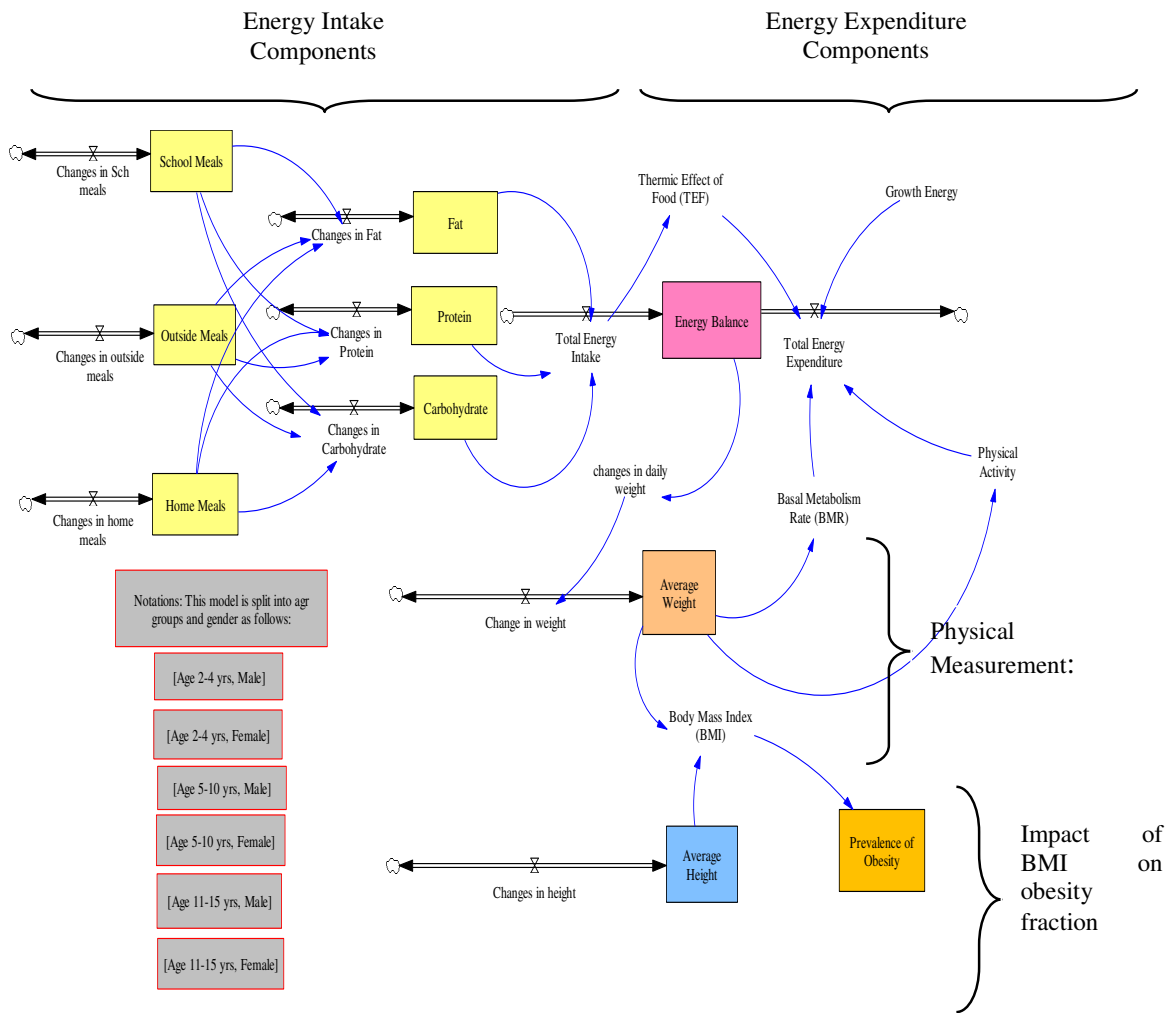 Energy Intake
Components
Energy Expenditure
Components
School Meals
Changes in Sch
meals
Changes in Fat
Fat
Thermic Effect of
Food (TEF)
Growth Energy
Outside Meals
Changes in outside
meals
Changes in
Protein
Protein
Total Energy
Intake
Energy Balance
Total Energy
Expenditure
Changes in
Carbohydrate
Carbohydrate
Home Meals
Changes in home
meals
changes in daily
weight
Basal Metabolism
Rate (BMR)
Physical
Activity
Notations: This model is split into agr
groups and gender as follows:
[Age 2-4 yrs, Male]
[Age 2-4 yrs, Female]
[Age 5-10 yrs, Male]
[Age 5-10 yrs, Female]
[Age 11-15 yrs, Male]
[Age 11-15 yrs, Female]
Change in weight
Average
Weight
Physical
Measurement:
Body Mass Index
(BMI)
Changes in height
Average
Height
Prevalence of
Obesity
Impact of
BMI on
obesity
fraction